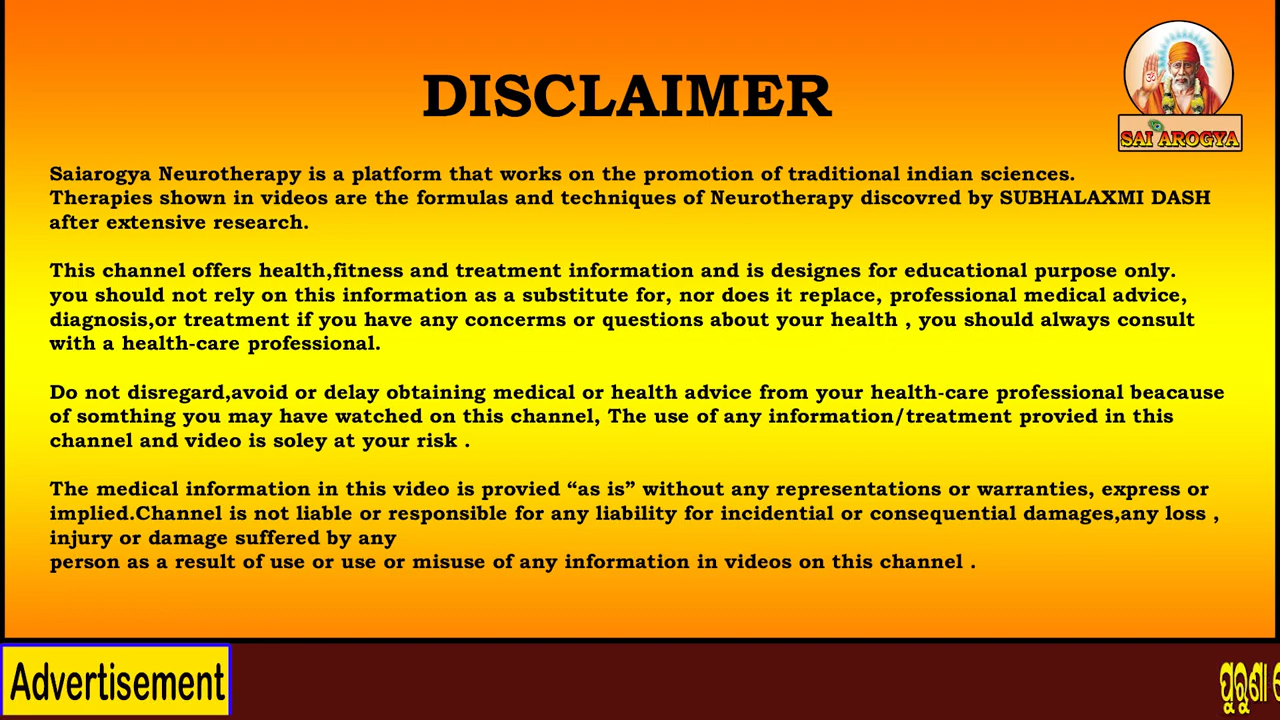 DISCLAIMER
SAI AROGYA
Saiarogya Neurotherapy is a platform that works on the promotion of traditional indian sciences.
Therapies shown in videos are the formulas and techniques of Neurotherapy discovred by SUBHALAXMI DASH
after extensive research.
This channel offers health,fitness and treatment information and is designes for educational purpose only.
you should not rely on this information as a substitute for, nor does it replace, professional medical advice,
diagnosis,or treatment if you have any concerms or questions about your health , you should always consult
with a health-care professional.
Do not disregard,avoid or delay obtaining medical or health advice from your health-care professional beacause
of somthing you may have watched on this channel, The use of any information/treatment provied in this
channel and video is soley at your risk .
The medical information in this video is provied “as is” without any representations or warranties, express or
implied.Channel is not liable or responsible for any liability for incidential or consequential damages,any loss ,
injury or damage suffered by any
person as a result of use or use or misuse of any information in videos on this channel .
Advertisement
ପୁରୁଣା